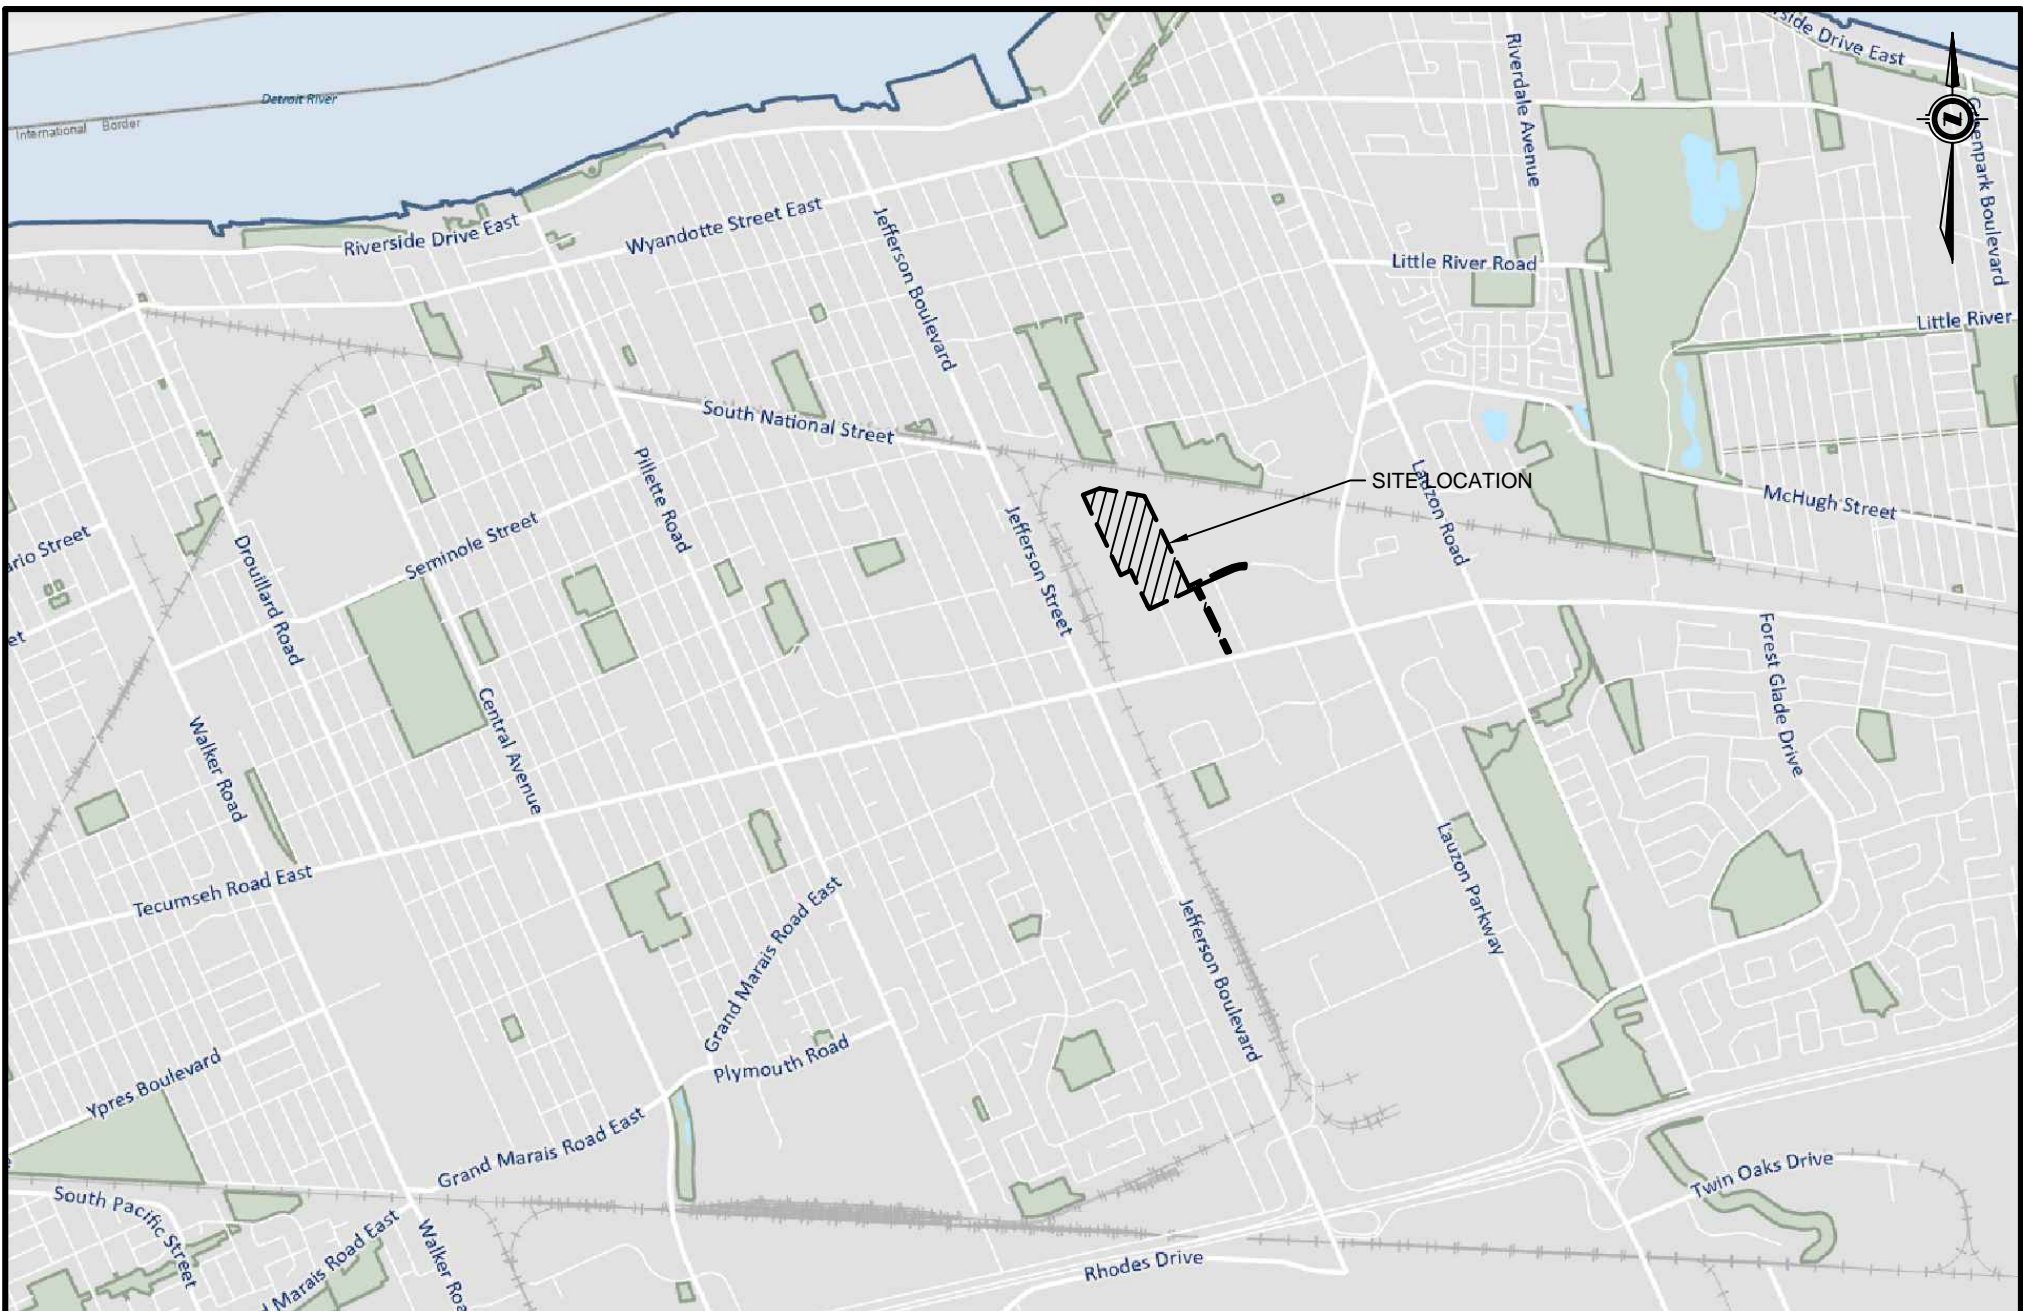 Riverside Drive East
Detroit River
International Border
Riverdale Avenue
Greenpark Boulevard
Riverside Drive East
Wyandotte Street East
Jefferson Boulevard
Little River Road
Little River
South National Street
Pillette Road
SITE LOCATION
Lauzon Road
McHugh Street
Seminole Street
Drouillard Road
Jefferson Street
Forest Glade Drive
Walker Road
Central Avenue
Tecumseh Road East
Lauzon Parkway
Grand Marais Road East
Jefferson Boulevard
Plymouth Road
Ypres Boulevard
Grand Marais Road East
South Pacific Street
Marais Road East
Walker Roa
Twin Oaks Drive
Rhodes Drive